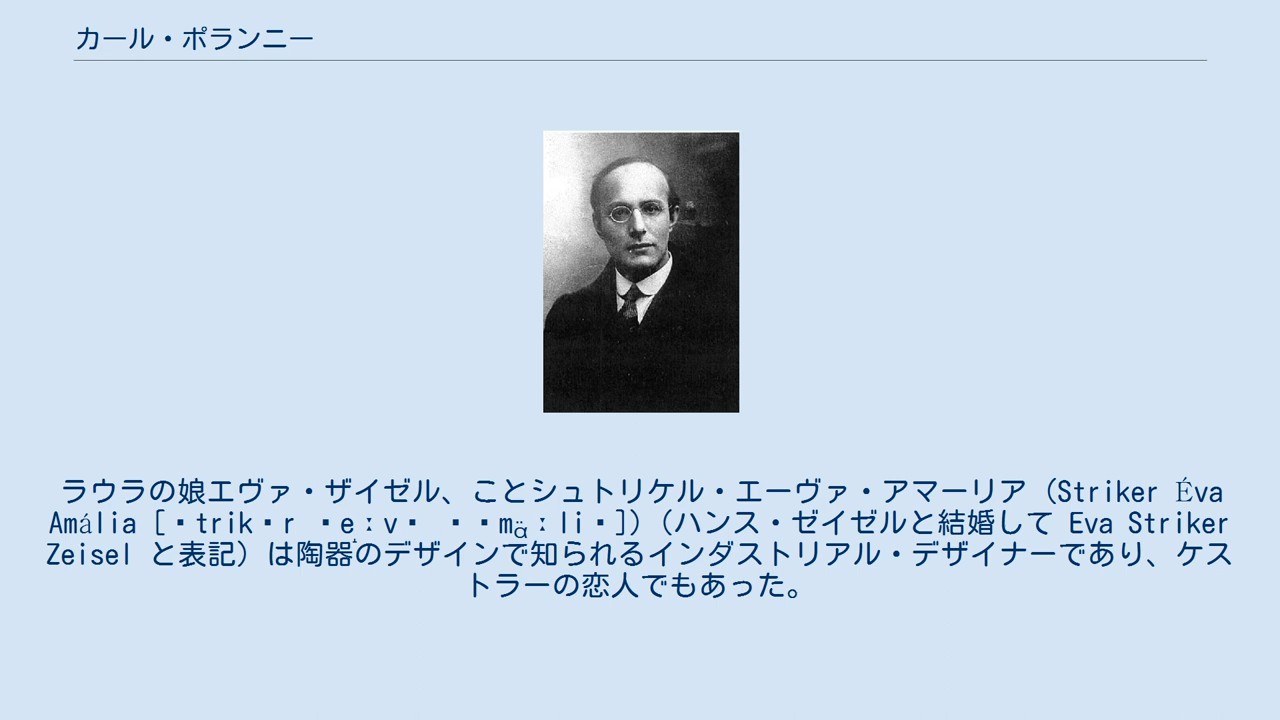 カール・ポランニー
ラウラの娘エヴァ・ザイゼル、ことシュトリケル・エーヴァ・アマーリア（Striker Éva
Amália [▪trik▪r ▪eːv▪ ▪▪mɑ̈ːli▪]）（ハンス・ゼイゼルと結婚して Eva Striker
Zeisel と表記）は陶器のデザインで知られるインダストリアル・デザイナーであり、ケス
トラーの恋人でもあった。